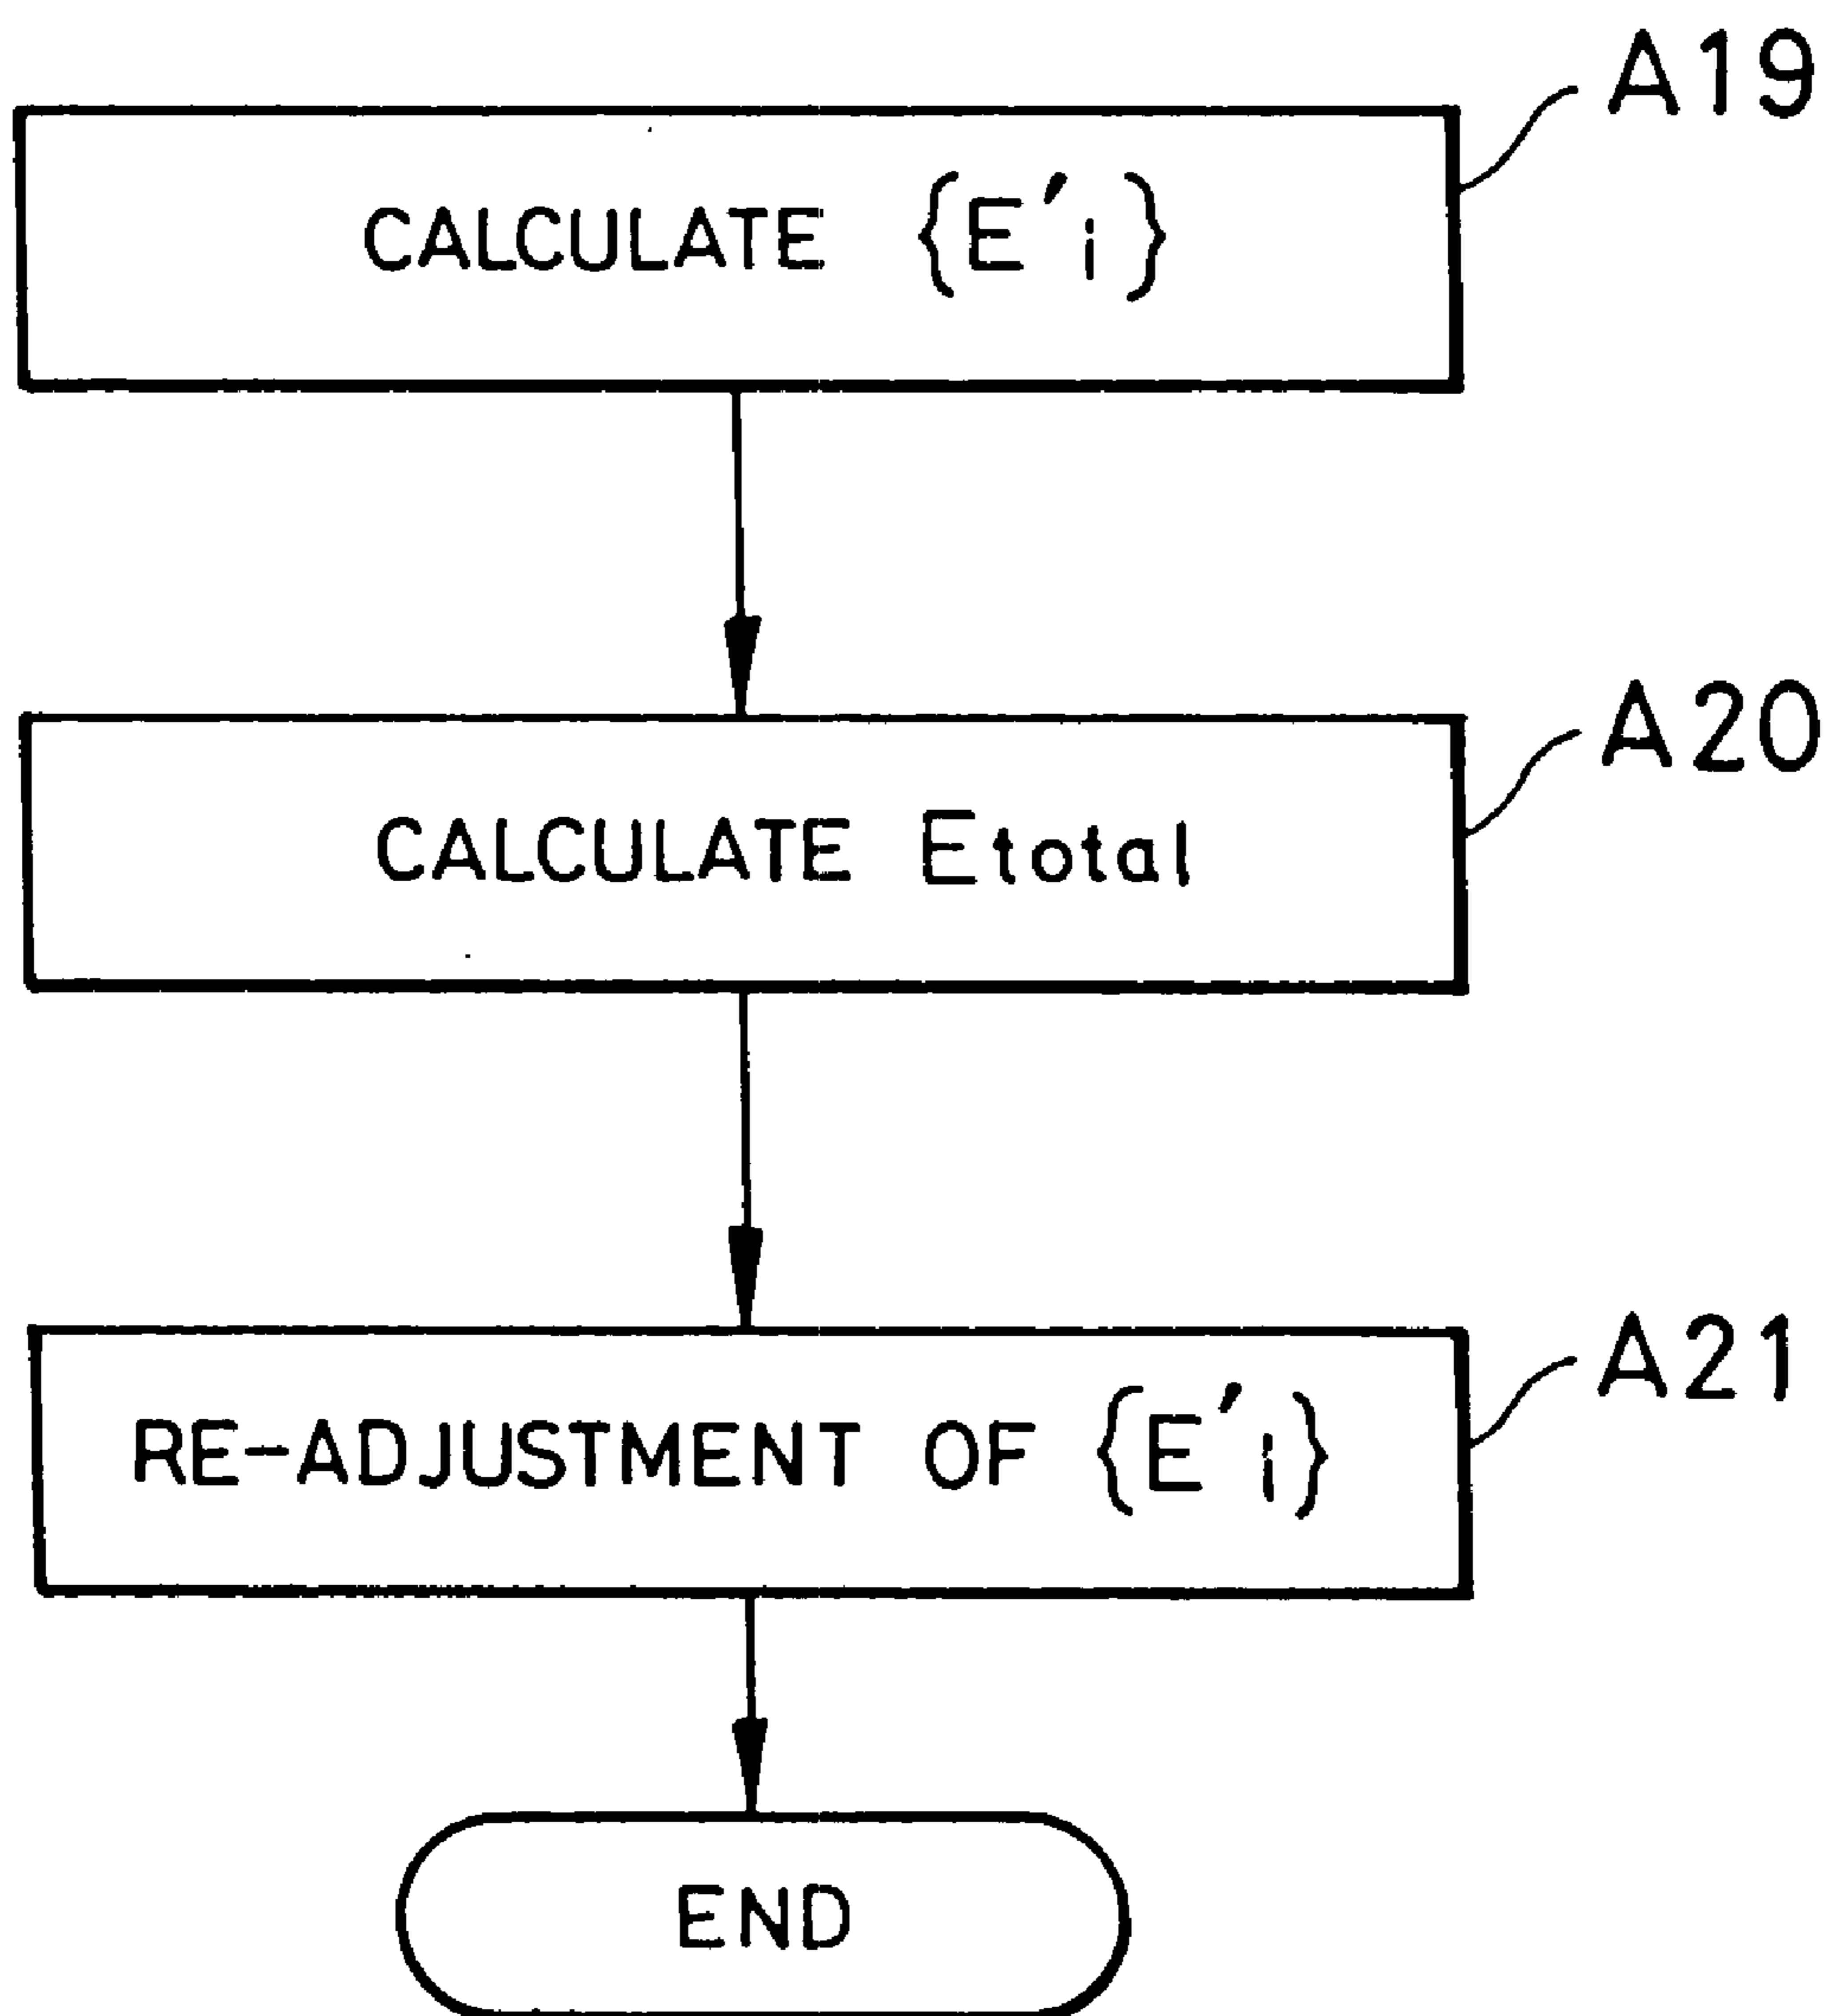 A19
CALCULATE {E'i}
A20
CALCULATE Etotal
A21
RE-ADJUSTMENT OF {E'i}
END